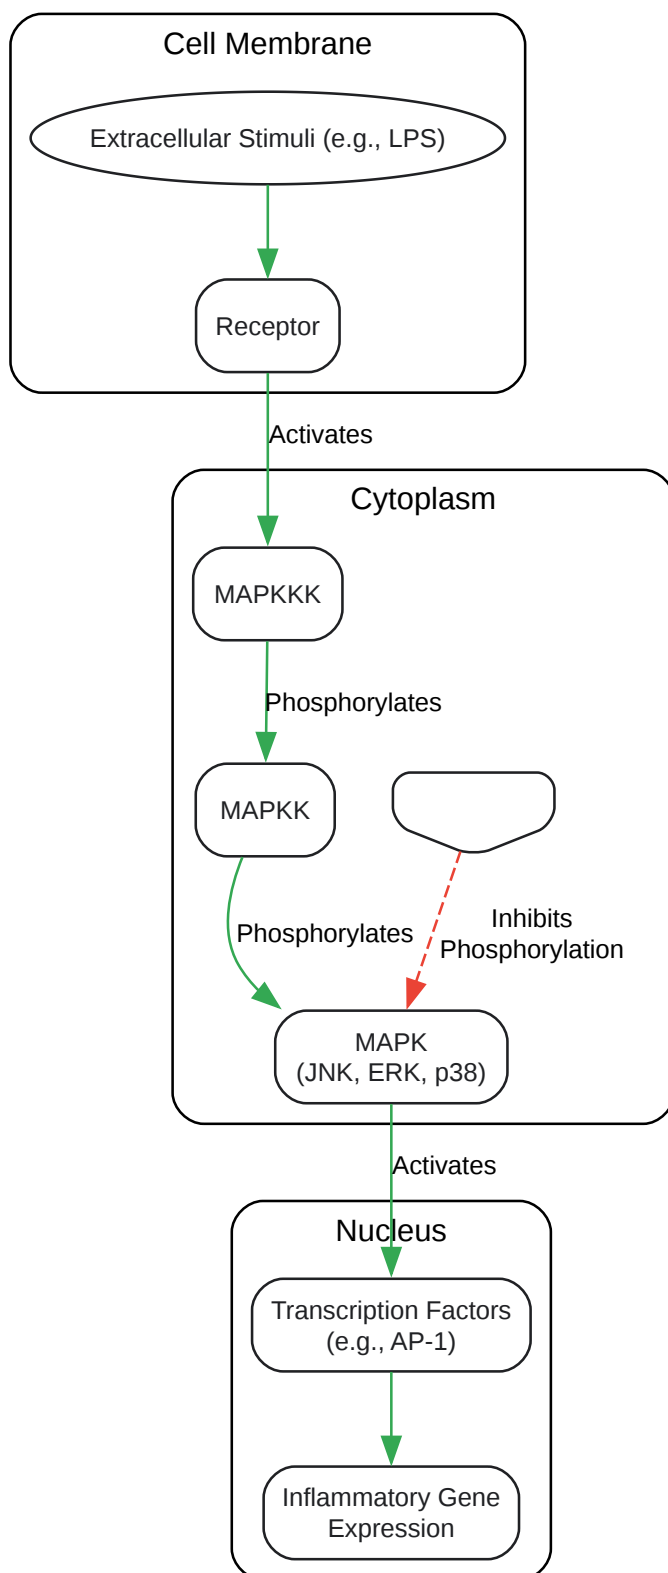 Cell Membrane
Extracellular Stimuli (e.g., LPS)
Receptor
Activates
Cytoplasm
MAPKKK
Phosphorylates
MAPKK
Phosphorylates
Inhibits
Phosphorylation
MAPK
(JNK, ERK, p38)
Activates
Nucleus
Transcription Factors
(e.g., AP-1)
Inflammatory Gene
Expression